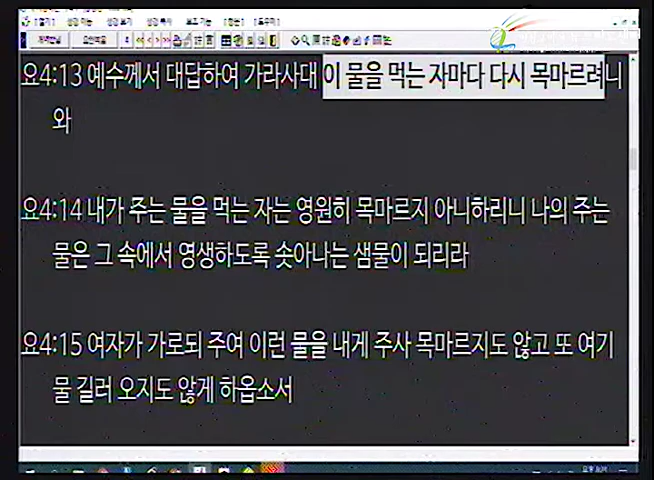 요4:13 예수께서 대답하여 가라사대 이 물을 먹는 자마다 다시 목마르려니
와
요4:14 내가 주는 물을 먹는 자는 영원히 목마르지 아니하리니 나의 주는
물은 그 속에서 영생하도록 솟아나는 샘물이 되리라
요4:15 여자가 가로되 주여 이런 물을 내게 주사 목마르지도 않고 또 여기
물 길러 오지도 않게 하옵소서